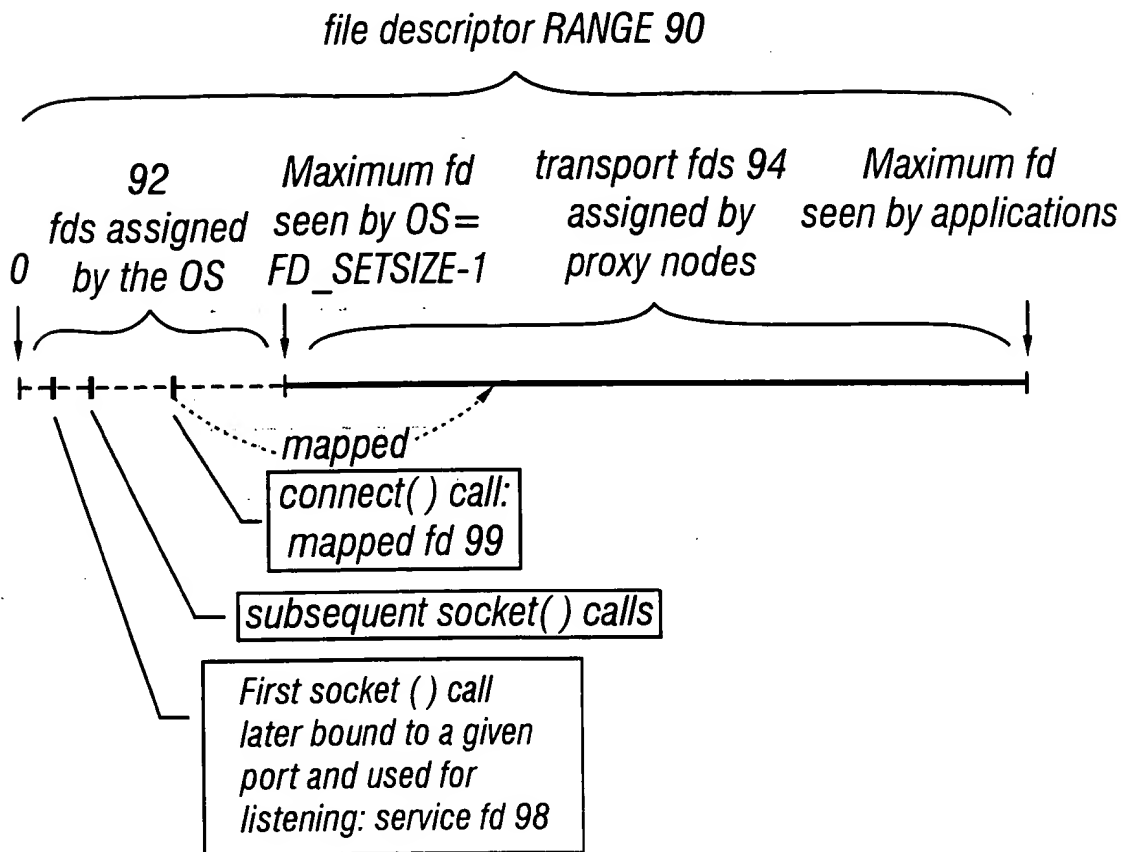 file descriptor RANGE 90
0
92
fds assigned
by the OS
Maximum fd
seen by OS=
FD_SETSIZE-1
transport fds 94
assigned by
proxy nodes
Maximum fd
seen by applications
mapped
connect( ) call:
mapped fd 99
subsequent socket( ) calls
First socket ( ) call
later bound to a given
port and used for
listening: service fd 98